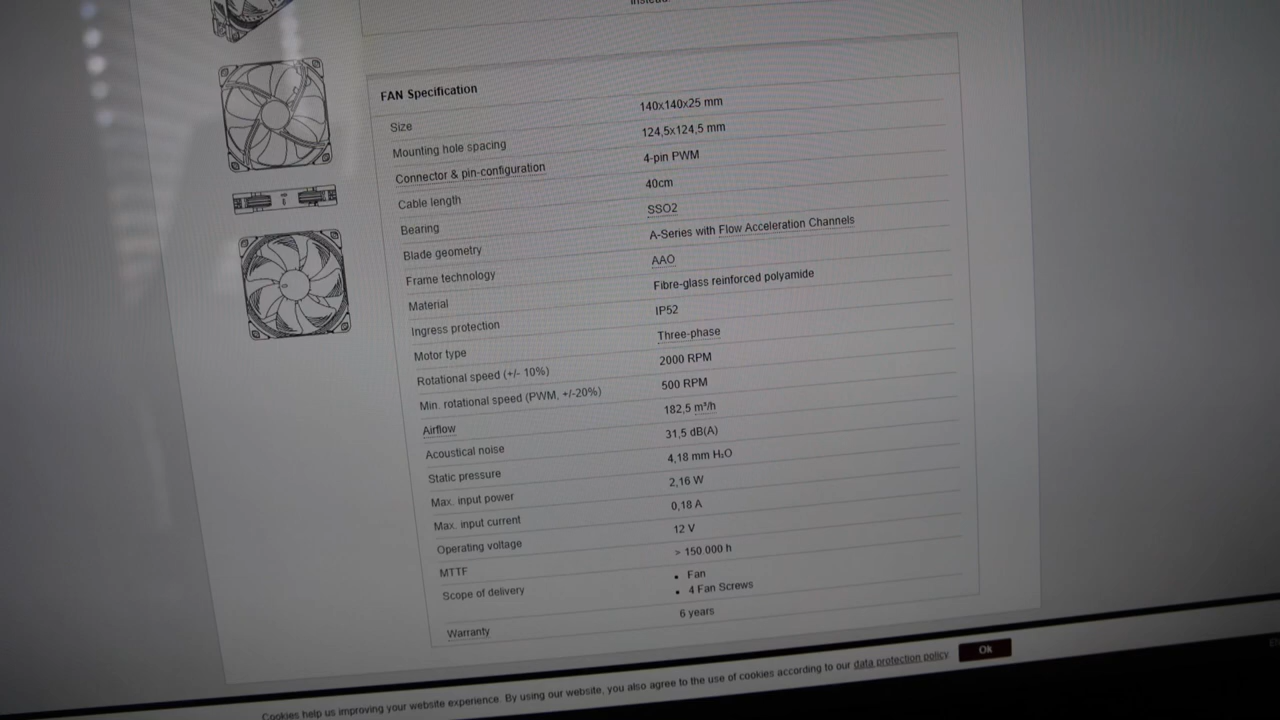 instead.
FAN Specification
Size 140x140x25 mm
Mounting hole spacing 124,5x124,5 mm
Connector & pin-configuration 4-pin PWM
Cable length 40cm
Bearing SSO2
Blade geometry A-Series with Flow Acceleration Channels
Frame technology AAO
Material Fibre-glass reinforced polyamide
Ingress protection IP52
Motor type Three-phase
Rotational speed (+/- 10%) 2000 RPM
Min. rotational speed (PWM, +/-20%) 500 RPM
Airflow 182,5 m³/h
Acoustical noise 31,5 dB(A)
Static pressure 4,18 mm H₂O
Max. input power 2,16 W
Max. input current 0,18 A
Operating voltage 12 V
MTTF > 150.000 h
Scope of delivery • Fan
• 4 Fan Screws
Warranty 6 years
Cookies help us improving your website experience. By using our website, you also agree to the use of cookies according to our data protection policy. Ok